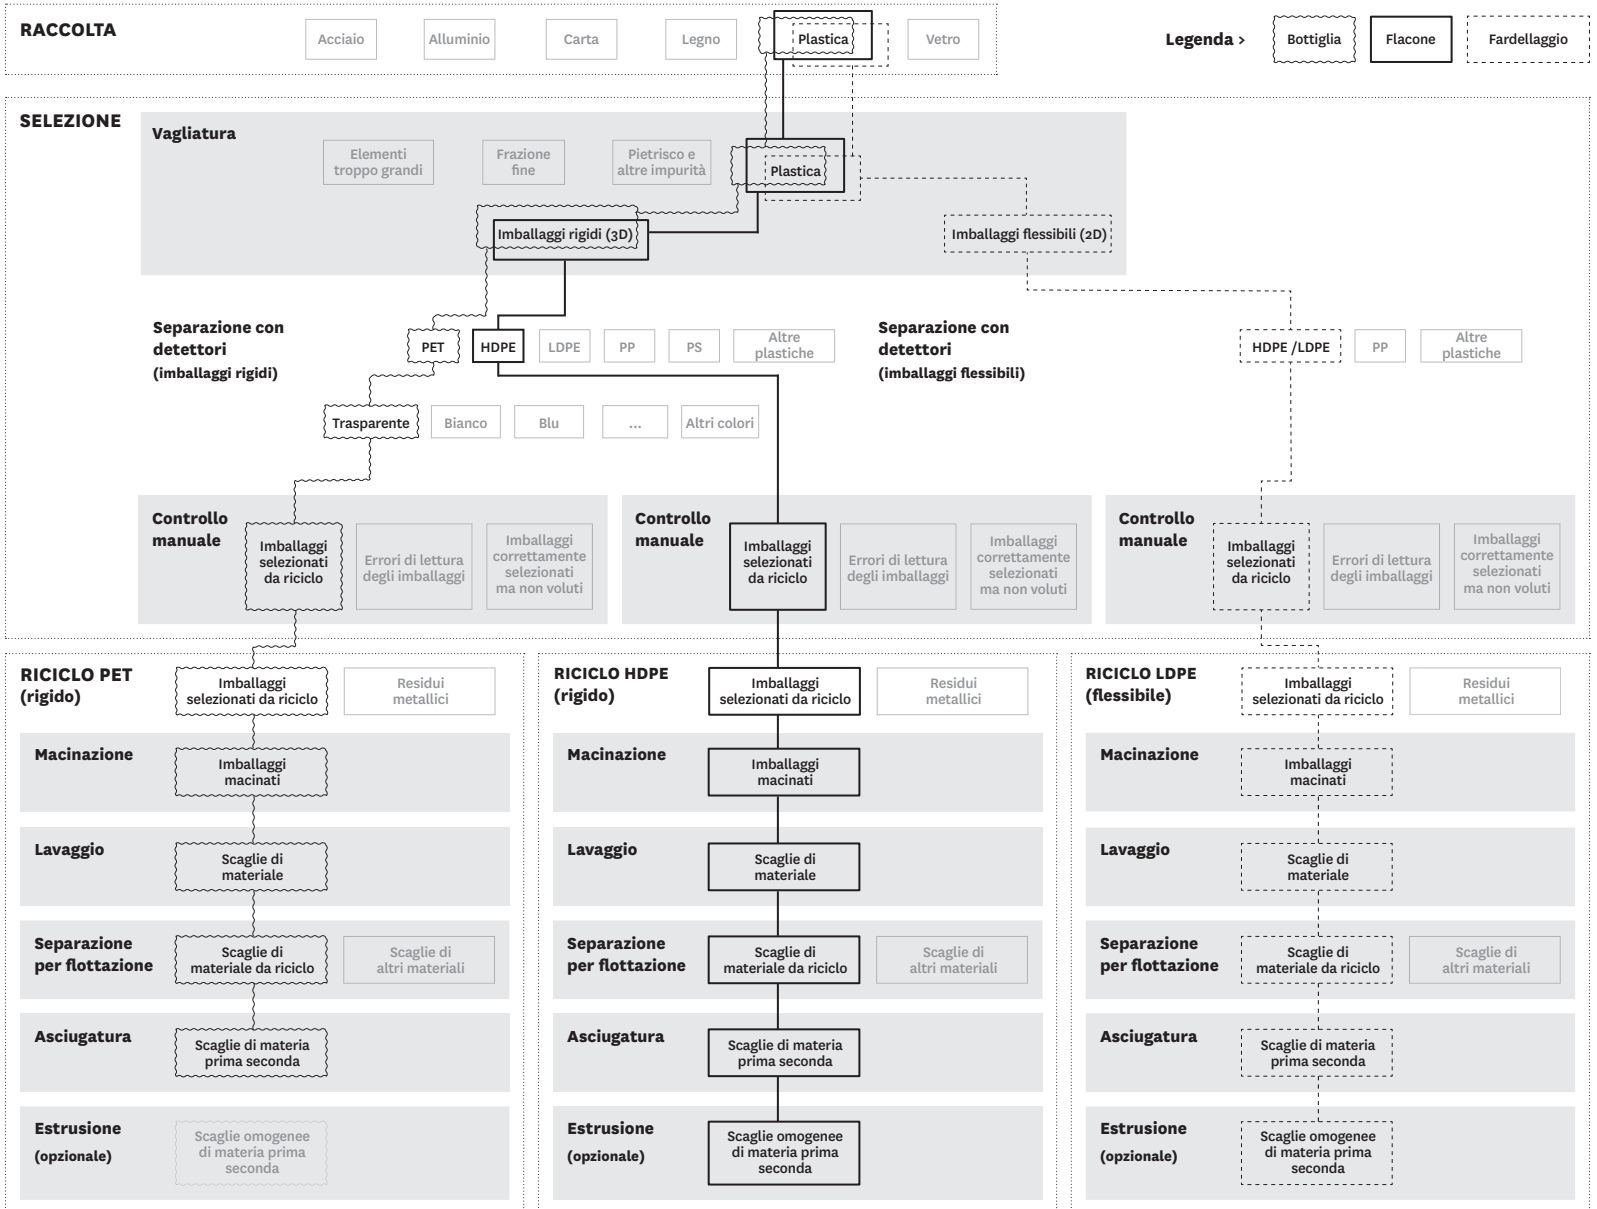 RACCOLTA
Acciaio
Alluminio
Carta
Legno
Plastica
Vetro
Legenda >
Bottiglia
Flacone
Fardellaggio
SELEZIONE
Vagliatura
Elementi
troppo grandi
Frazione
fine
Pietrisco e
altre impurità
Plastica
Imballaggi rigidi (3D)
Imballaggi flessibili (2D)
Separazione con
detettori
(imballaggi rigidi)
PET
HDPE
LDPE
PP
PS
Altre
plastiche
Separazione con
detettori
(imballaggi flessibili)
HDPE /LDPE
PP
Altre
plastiche
Trasparente
Bianco
Blu
...
Altri colori
Controllo
manuale
Imballaggi
selezionati
da riciclo
Errori di lettura
degli imballaggi
Imballaggi
correttamente
selezionati
ma non voluti
Controllo
manuale
Imballaggi
selezionati
da riciclo
Errori di lettura
degli imballaggi
Imballaggi
correttamente
selezionati
ma non voluti
Controllo
manuale
Imballaggi
selezionati
da riciclo
Errori di lettura
degli imballaggi
Imballaggi
correttamente
selezionati
ma non voluti
RICICLO PET
(rigido)
Imballaggi
selezionati da riciclo
Residui
metallici
Macinazione
Imballaggi
macinati
Lavaggio
Scaglie di
materiale
Separazione
per flottazione
Scaglie di
materiale da riciclo
Scaglie di
altri materiali
Asciugatura
Scaglie di materia
prima seconda
Estrusione
(opzionale)
Scaglie omogenee
di materia prima
seconda
RICICLO HDPE
(rigido)
Imballaggi
selezionati da riciclo
Residui
metallici
Macinazione
Imballaggi
macinati
Lavaggio
Scaglie di
materiale
Separazione
per flottazione
Scaglie di
materiale da riciclo
Scaglie di
altri materiali
Asciugatura
Scaglie di materia
prima seconda
Estrusione
(opzionale)
Scaglie omogenee
di materia prima
seconda
RICICLO LDPE
(flessibile)
Imballaggi
selezionati da riciclo
Residui
metallici
Macinazione
Imballaggi
macinati
Lavaggio
Scaglie di
materiale
Separazione
per flottazione
Scaglie di
materiale da riciclo
Scaglie di
altri materiali
Asciugatura
Scaglie di materia
prima seconda
Estrusione
(opzionale)
Scaglie omogenee
di materia prima
seconda